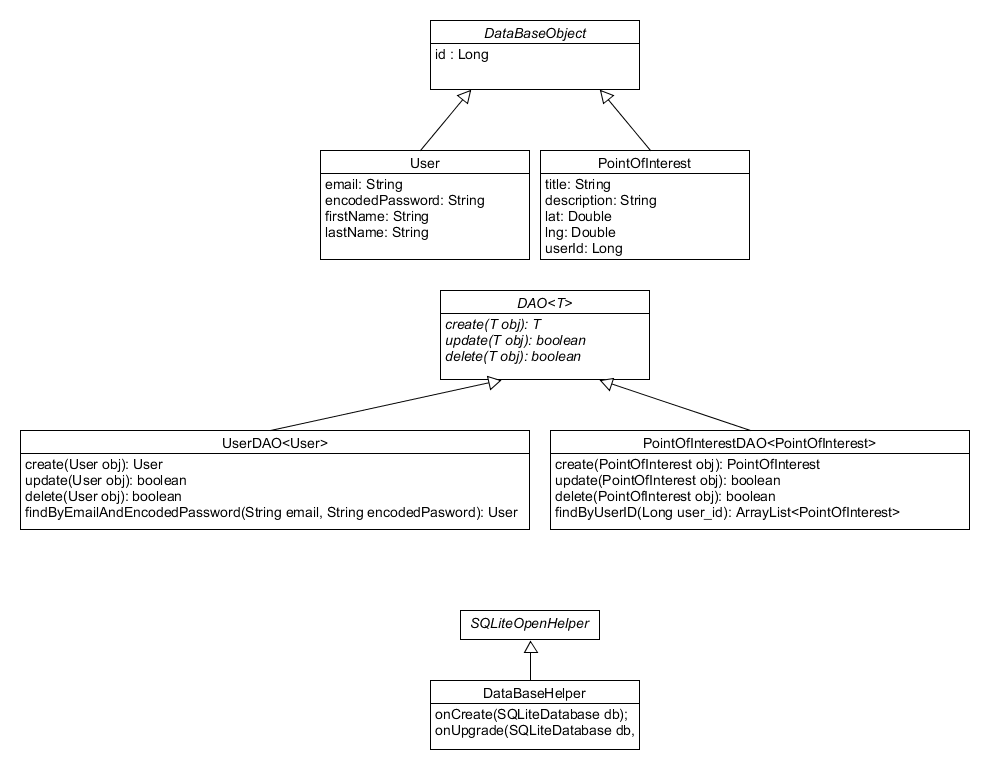 DataBaseObject
id : Long
User
email: String
encodedPassword: String
firstName: String
lastName: String
PointOfInterest
title: String
description: String
lat: Double
lng: Double
userId: Long
DAO<T>
create(T obj): T
update(T obj): boolean
delete(T obj): boolean
UserDAO<User>
create(User obj): User
update(User obj): boolean
delete(User obj): boolean
findByEmailAndEncodedPassword(String email, String encodedPasword): User
PointOfInterestDAO<PointOfInterest>
create(PointOfInterest obj): PointOfInterest
update(PointOfInterest obj): boolean
delete(PointOfInterest obj): boolean
findByUserID(Long user_id): ArrayList<PointOfInterest>
SQLiteOpenHelper
DataBaseHelper
onCreate(SQLiteDatabase db);
onUpgrade(SQLiteDatabase db,